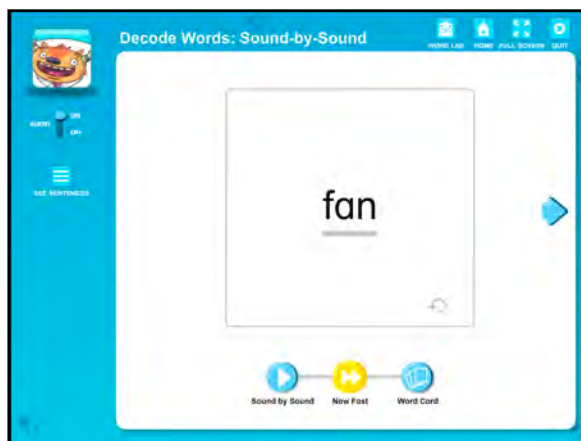 Decode Words: Sound-by-Sound
WORD LAB HOME FULL SCREEN QUIT
AUDIO ON
OFF
SEE SENTENCES
fan
Sound by Sound Now Fast Word Card